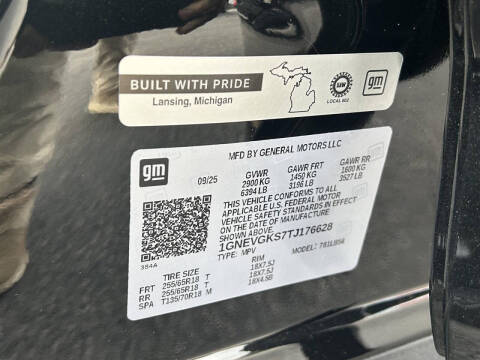 BUILT WITH PRIDE
Lansing, Michigan
UAW
LOCAL 602
gm
gm
MFD BY GENERAL MOTORS LLC
09/25
GVWR GAWR FRT GAWR RR
2900 KG 1450 KG 1600 KG
6394 LB 3196 LB 3527 LB
THIS VEHICLE CONFORMS TO ALL
APPLICABLE U.S. FEDERAL MOTOR
VEHICLE SAFETY STANDARDS IN EFFECT
ON THE DATE OF MANUFACTURE
SHOWN ABOVE.
1GNEVGKS7TJ176628
TYPE: MPV MODEL:
384A
TIRE SIZE RIM
FRT 255/65R18 T 18X7.5J
RR 255/65R18 T 18X7.5J
SPA T135/70R18 M 18X4.5B